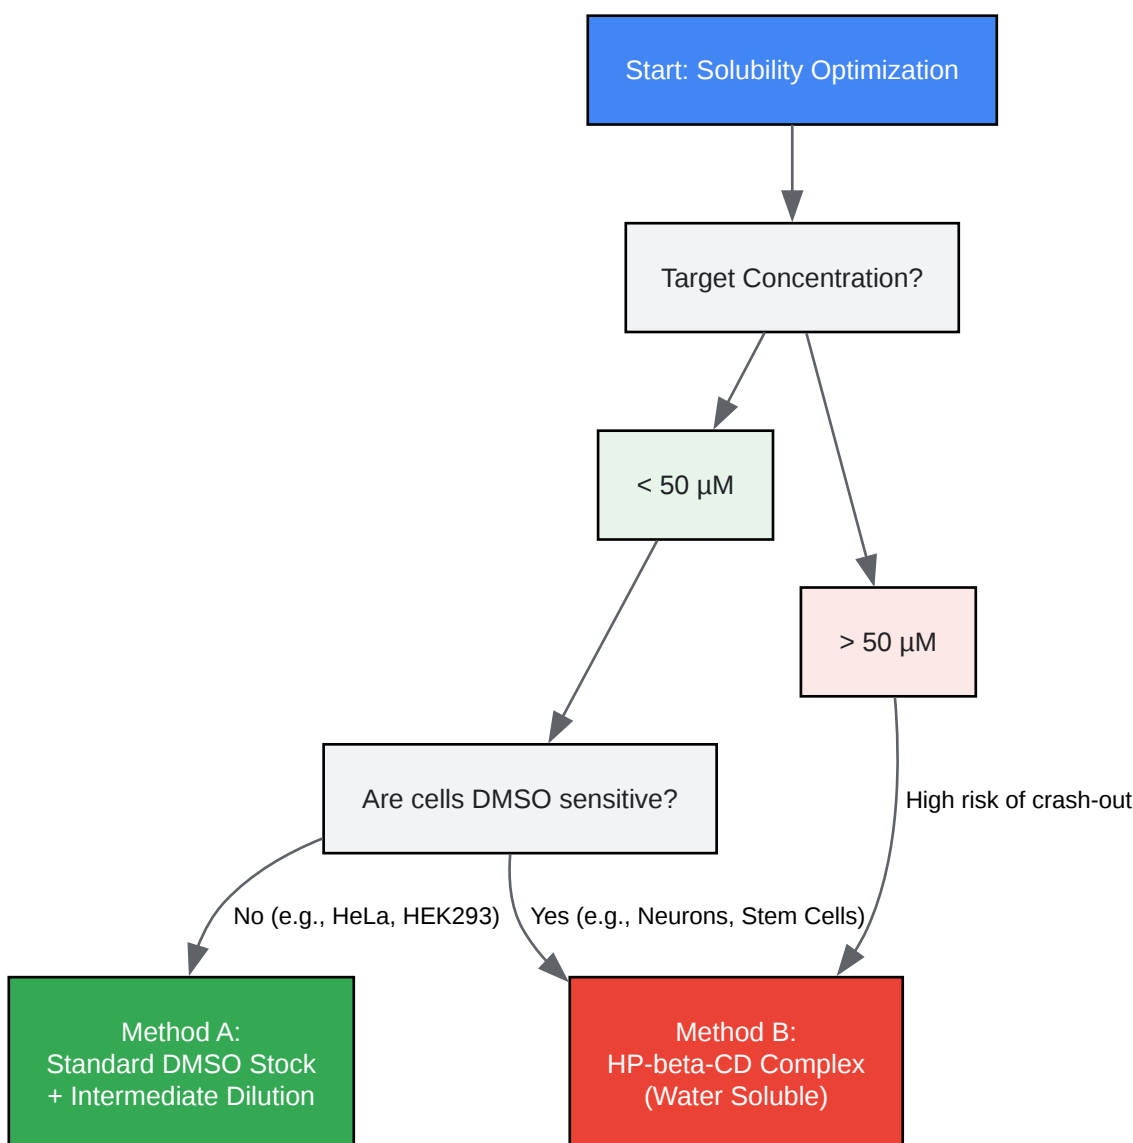 Start: Solubility Optimization
Target Concentration?
< 50 µM
> 50 µM
Are cells DMSO sensitive?
High risk of crash-out
No (e.g., HeLa, HEK293)
Yes (e.g., Neurons, Stem Cells)
Method A:
Standard DMSO Stock
+ Intermediate Dilution
Method B:
HP-beta-CD Complex
(Water Soluble)